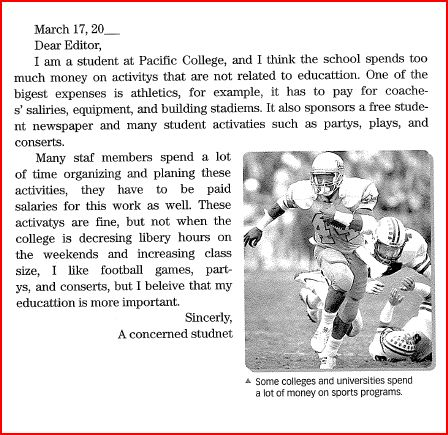 March 17, 20__
Dear Editor,
I am a student at Pacific College, and I think the school spends too
much money on activitys that are not related to educattion. One of the
bigest expenses is athletics, for example, it has to pay for coache-
s' saliries, equipment, and building stadiems. It also sponsors a free stude-
nt newspaper and many student activaties such as partys, plays, and
conserts.
Many staf members spend a lot
of time organizing and planing these
activities, they have to be paid
salaries for this work as well. These
activatys are fine, but not when the
college is decresing libery hours on
the weekends and increasing class
size, I like football games, part-
ys, and conserts, but I beleive that my
educattion is more important.
Sincerly,
A concerned studnet
▲ Some colleges and universities spend
a lot of money on sports programs.